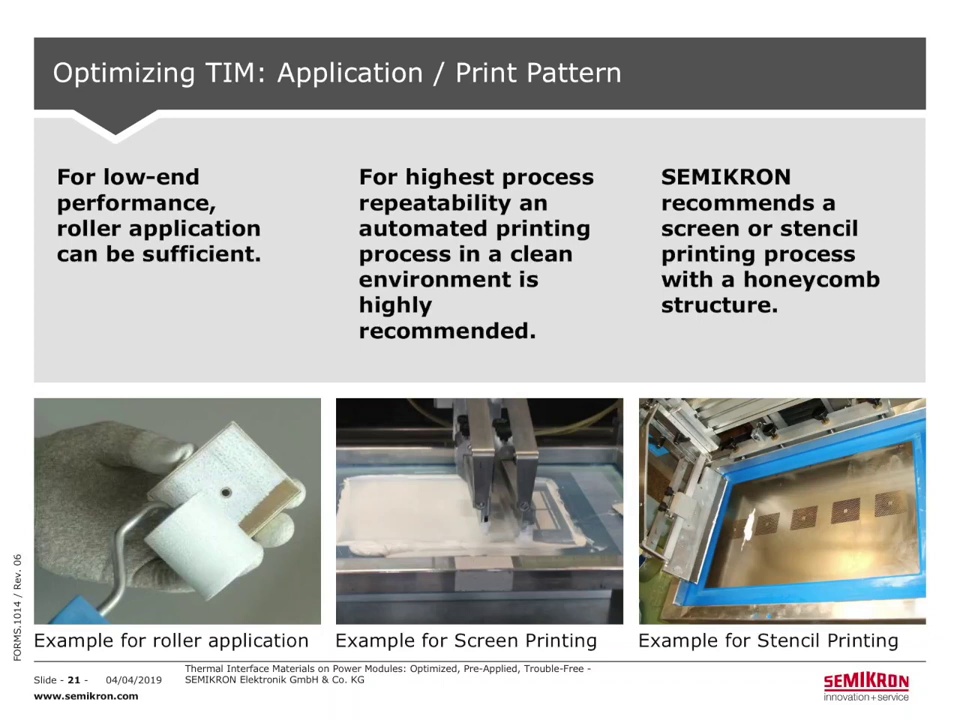 Optimizing TIM: Application / Print Pattern
For low-end
performance,
roller application
can be sufficient.
For highest process
repeatability an
automated printing
process in a clean
environment is
highly
recommended.
SEMIKRON
recommends a
screen or stencil
printing process
with a honeycomb
structure.
Example for roller application
Example for Screen Printing
Example for Stencil Printing
FORMS.1014 / Rev. 06
Slide - 21 - 04/04/2019
Thermal Interface Materials on Power Modules: Optimized, Pre-Applied, Trouble-Free -
SEMIKRON Elektronik GmbH & Co. KG
www.semikron.com
SEMIKRON
innovation+service